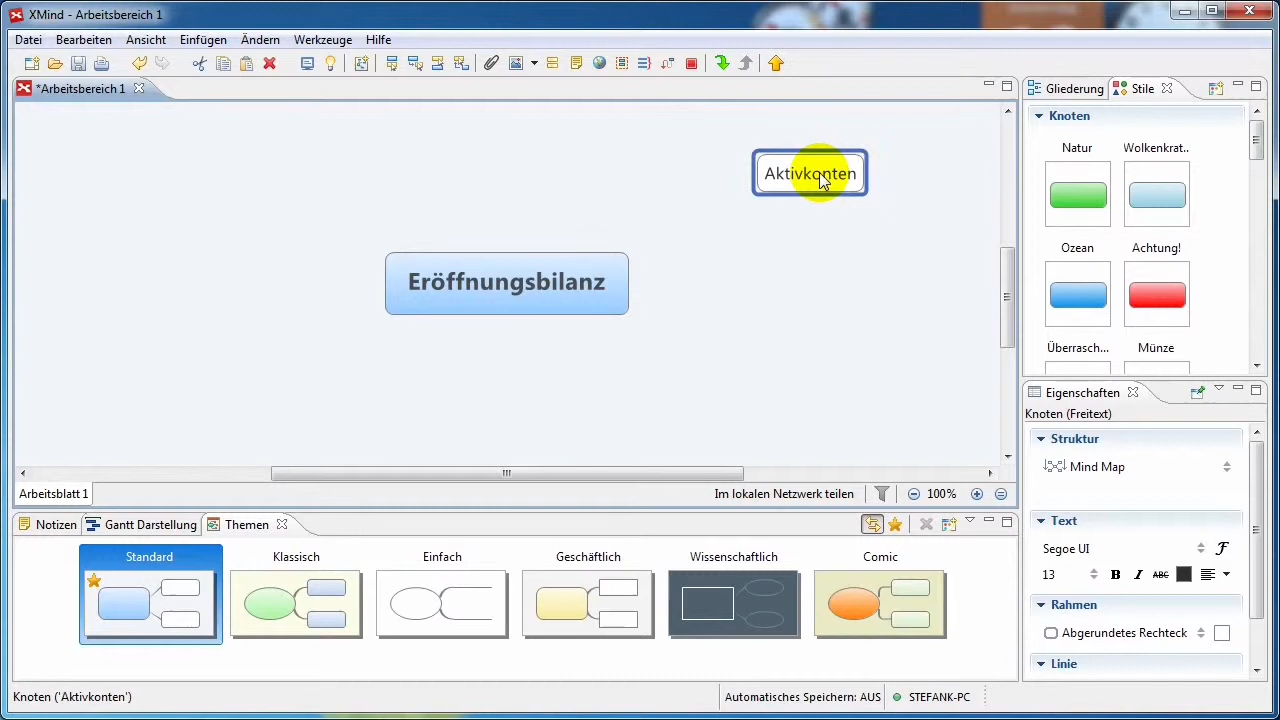 XMind - Arbeitsbereich 1
Datei Bearbeiten Ansicht Einfügen Ändern Werkzeuge Hilfe
*Arbeitsbereich 1
Aktivkonten
Eröffnungsbilanz
Arbeitsblatt 1
Im lokalen Netzwerk teilen
100%
Gliederung Stile
Knoten
Natur Wolkenkrat..
Ozean Achtung!
Überrasch... Münze
Eigenschaften
Knoten (Freitext)
Struktur
Mind Map
Text
Segoe UI
13 B I ABC
Rahmen
Abgerundetes Rechteck
Linie
Notizen Gantt Darstellung Themen
Standard Klassisch Einfach Geschäftlich Wissenschaftlich Comic
Knoten ('Aktivkonten')
Automatisches Speichern: AUS
STEFANK-PC